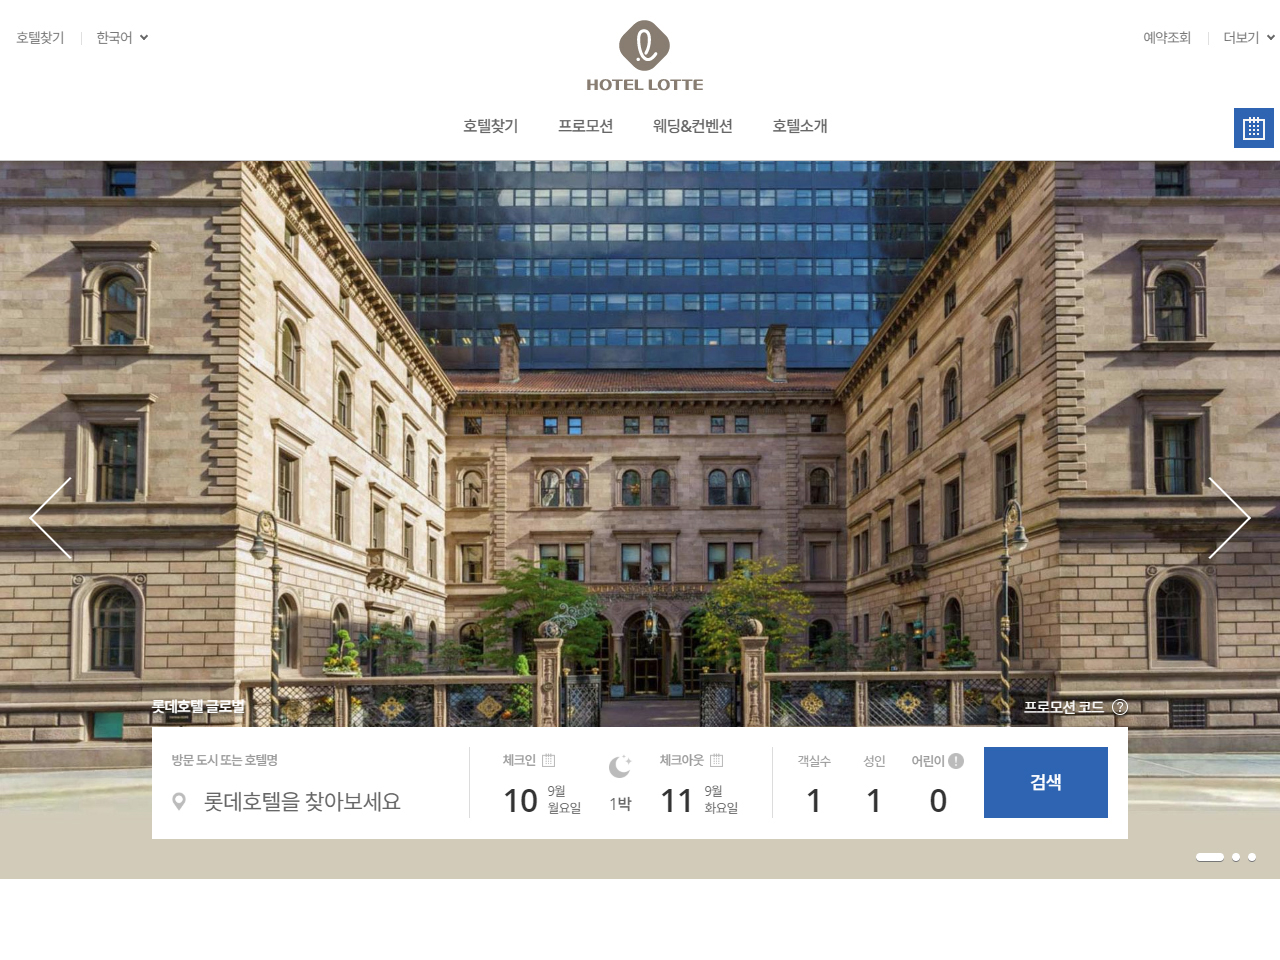 호텔찾기
한국어
HOTEL LOTTE
예약조회
더보기
호텔찾기
프로모션
웨딩&컨벤션
호텔소개
롯데호텔 글로벌
프로모션 코드 ?
방문 도시 또는 호텔명
롯데호텔을 찾아보세요
체크인
10
9월
월요일
1박
체크아웃
11
9월
화요일
객실수
1
성인
1
어린이 !
0
검색